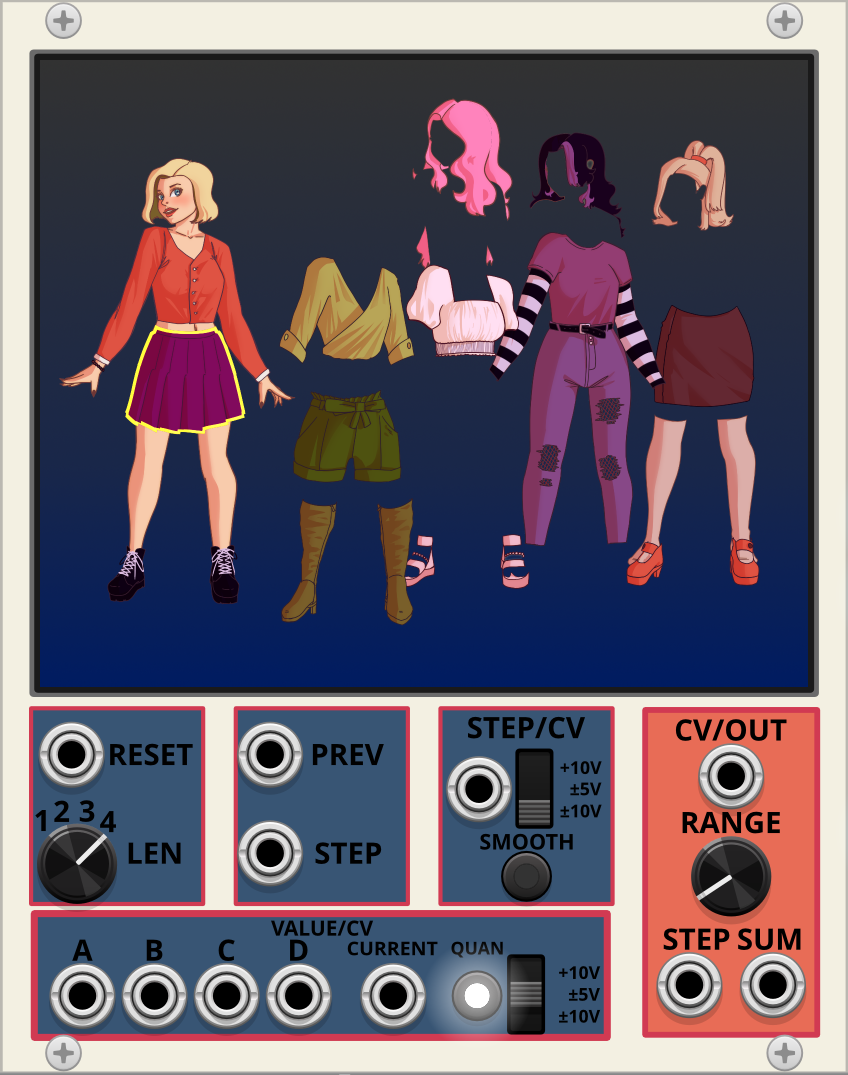 RESET
1 2 3 4
LEN
PREV
STEP
STEP/CV
+10V
±5V
±10V
SMOOTH
CV/OUT
RANGE
STEP SUM
VALUE/CV
A B C D CURRENT QUAN
+10V
±5V
±10V